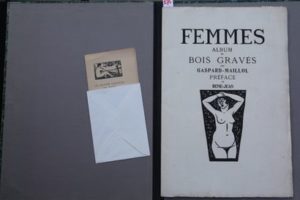 FEMMES
ALBUM
DE
BOIS GRAVÉS
DE
GASPARD-MAILLOL
PRÉFACE
DE
RENÉ-JEAN